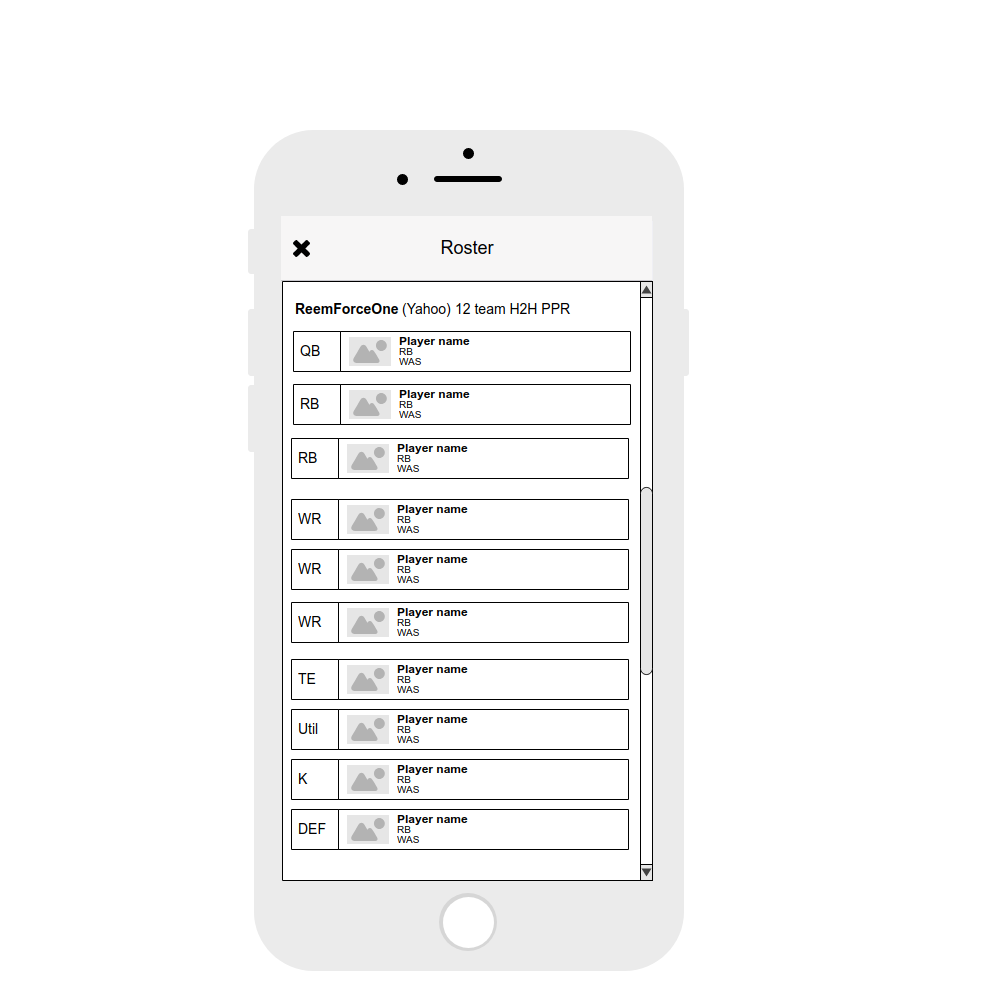 Roster
ReemForceOne (Yahoo) 12 team H2H PPR
QB
Player name
RB
WAS
RB
Player name
RB
WAS
RB
Player name
RB
WAS
WR
Player name
RB
WAS
WR
Player name
RB
WAS
WR
Player name
RB
WAS
TE
Player name
RB
WAS
Util
Player name
RB
WAS
K
Player name
RB
WAS
DEF
Player name
RB
WAS